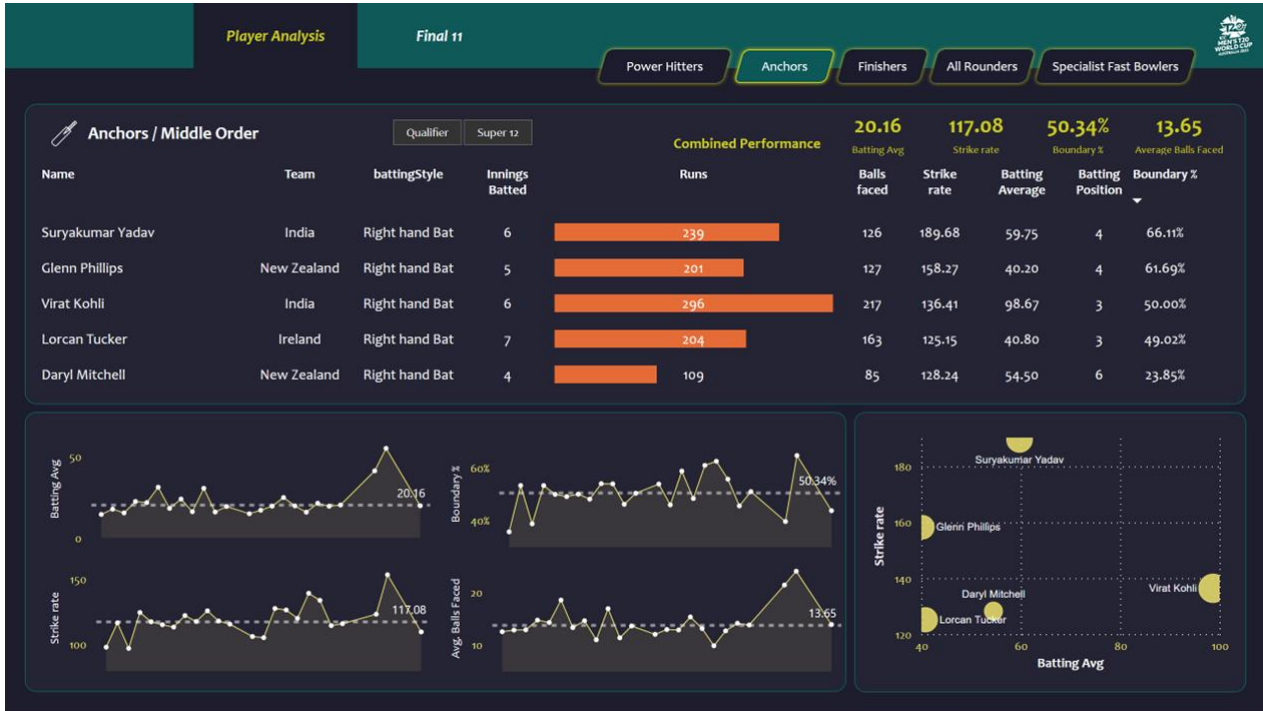 Player Analysis
Final 11
MEN'S T20
WORLD CUP
Power Hitters
Anchors
Finishers
All Rounders
Specialist Fast Bowlers
Anchors / Middle Order
Qualifier
Super 12
Combined Performance
20.16
Batting Avg
117.08
Strike rate
50.34%
Boundary %
13.65
Average Balls Faced
Name Team battingStyle Innings Batted Runs Balls faced Strike rate Batting Average Batting Position Boundary %
Suryakumar Yadav India Right hand Bat 6 239 126 189.68 59.75 4 66.11%
Glenn Phillips New Zealand Right hand Bat 5 201 127 158.27 40.20 4 61.69%
Virat Kohli India Right hand Bat 6 296 217 136.41 98.67 3 50.00%
Lorcan Tucker Ireland Right hand Bat 7 204 163 125.15 40.80 3 49.02%
Daryl Mitchell New Zealand Right hand Bat 4 109 85 128.24 54.50 6 23.85%
Batting Avg
50
0
20.16
Boundary %
60%
40%
50.34%
Strike rate
150
100
117.08
Avg. Balls Faced
20
10
13.65
Strike rate
180
160
140
120
Suryakumar Yadav
Glenn Phillips
Virat Kohli
Daryl Mitchell
Lorcan Tucker
40 60 80 100
Batting Avg